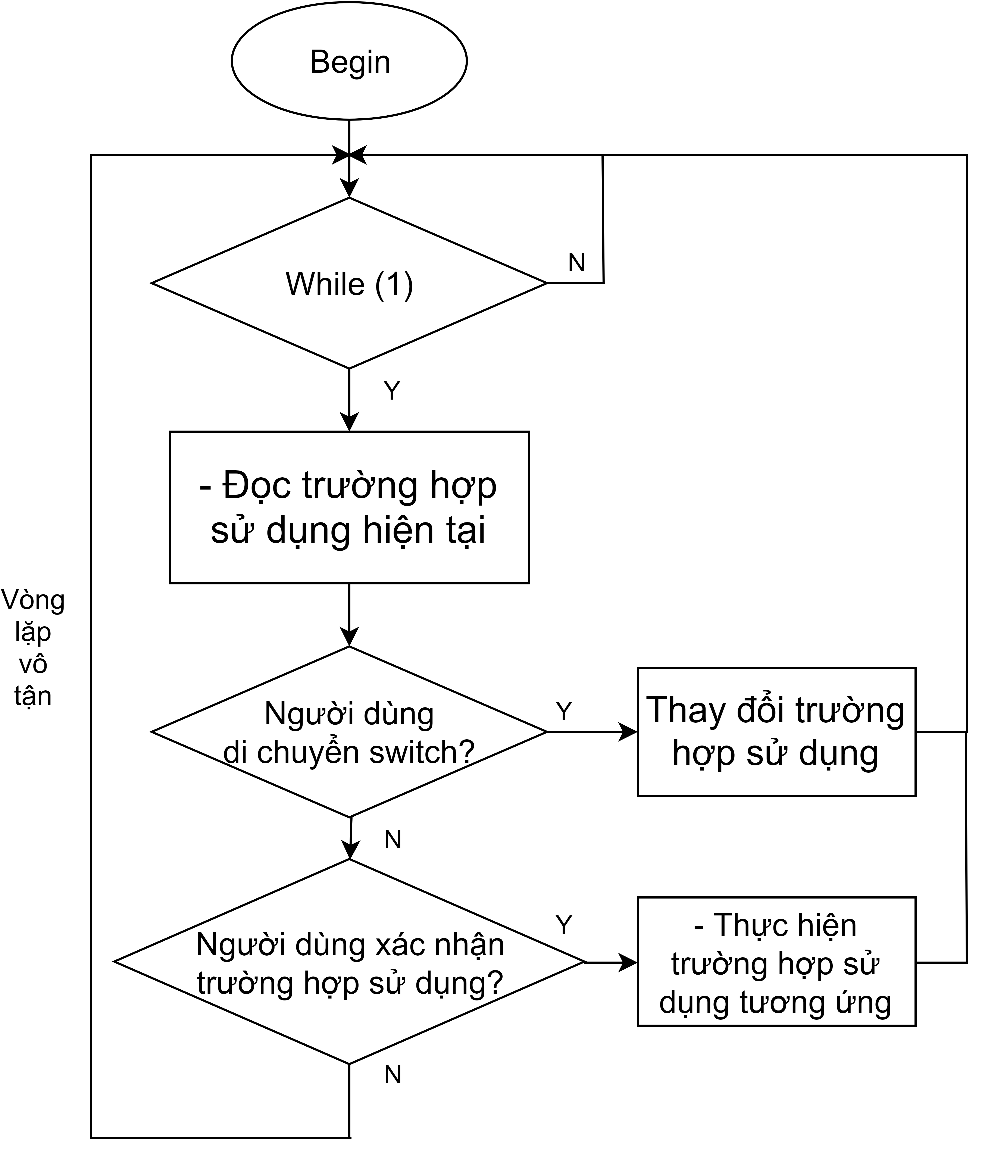 Begin
While (1)
N
Y
- Đọc trường hợp
sử dụng hiện tại
Vòng
lặp
vô
tận
Người dùng
di chuyển switch?
Y
Thay đổi trường
hợp sử dụng
N
Người dùng xác nhận
trường hợp sử dụng?
Y
- Thực hiện
trường hợp sử
dụng tương ứng
N